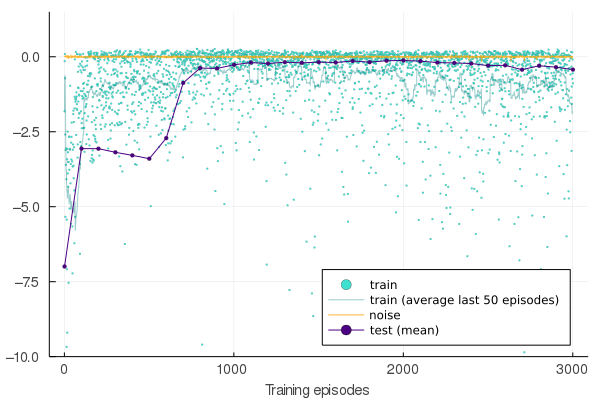 0.0
−2.5
−5.0
−7.5
−10.0
0
1000
2000
3000
Training episodes
train
train (average last 50 episodes)
noise
test (mean)